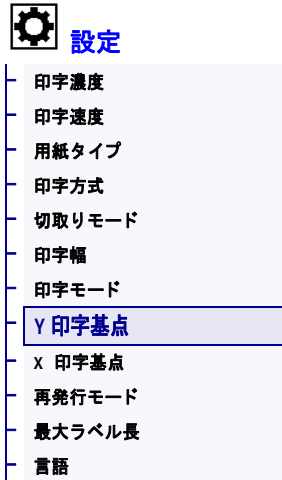 設定
印字濃度
印字速度
用紙タイプ
印字方式
切取りモード
印字幅
印字モード
Y 印字基点
X 印字基点
再発行モード
最大ラベル長
言語